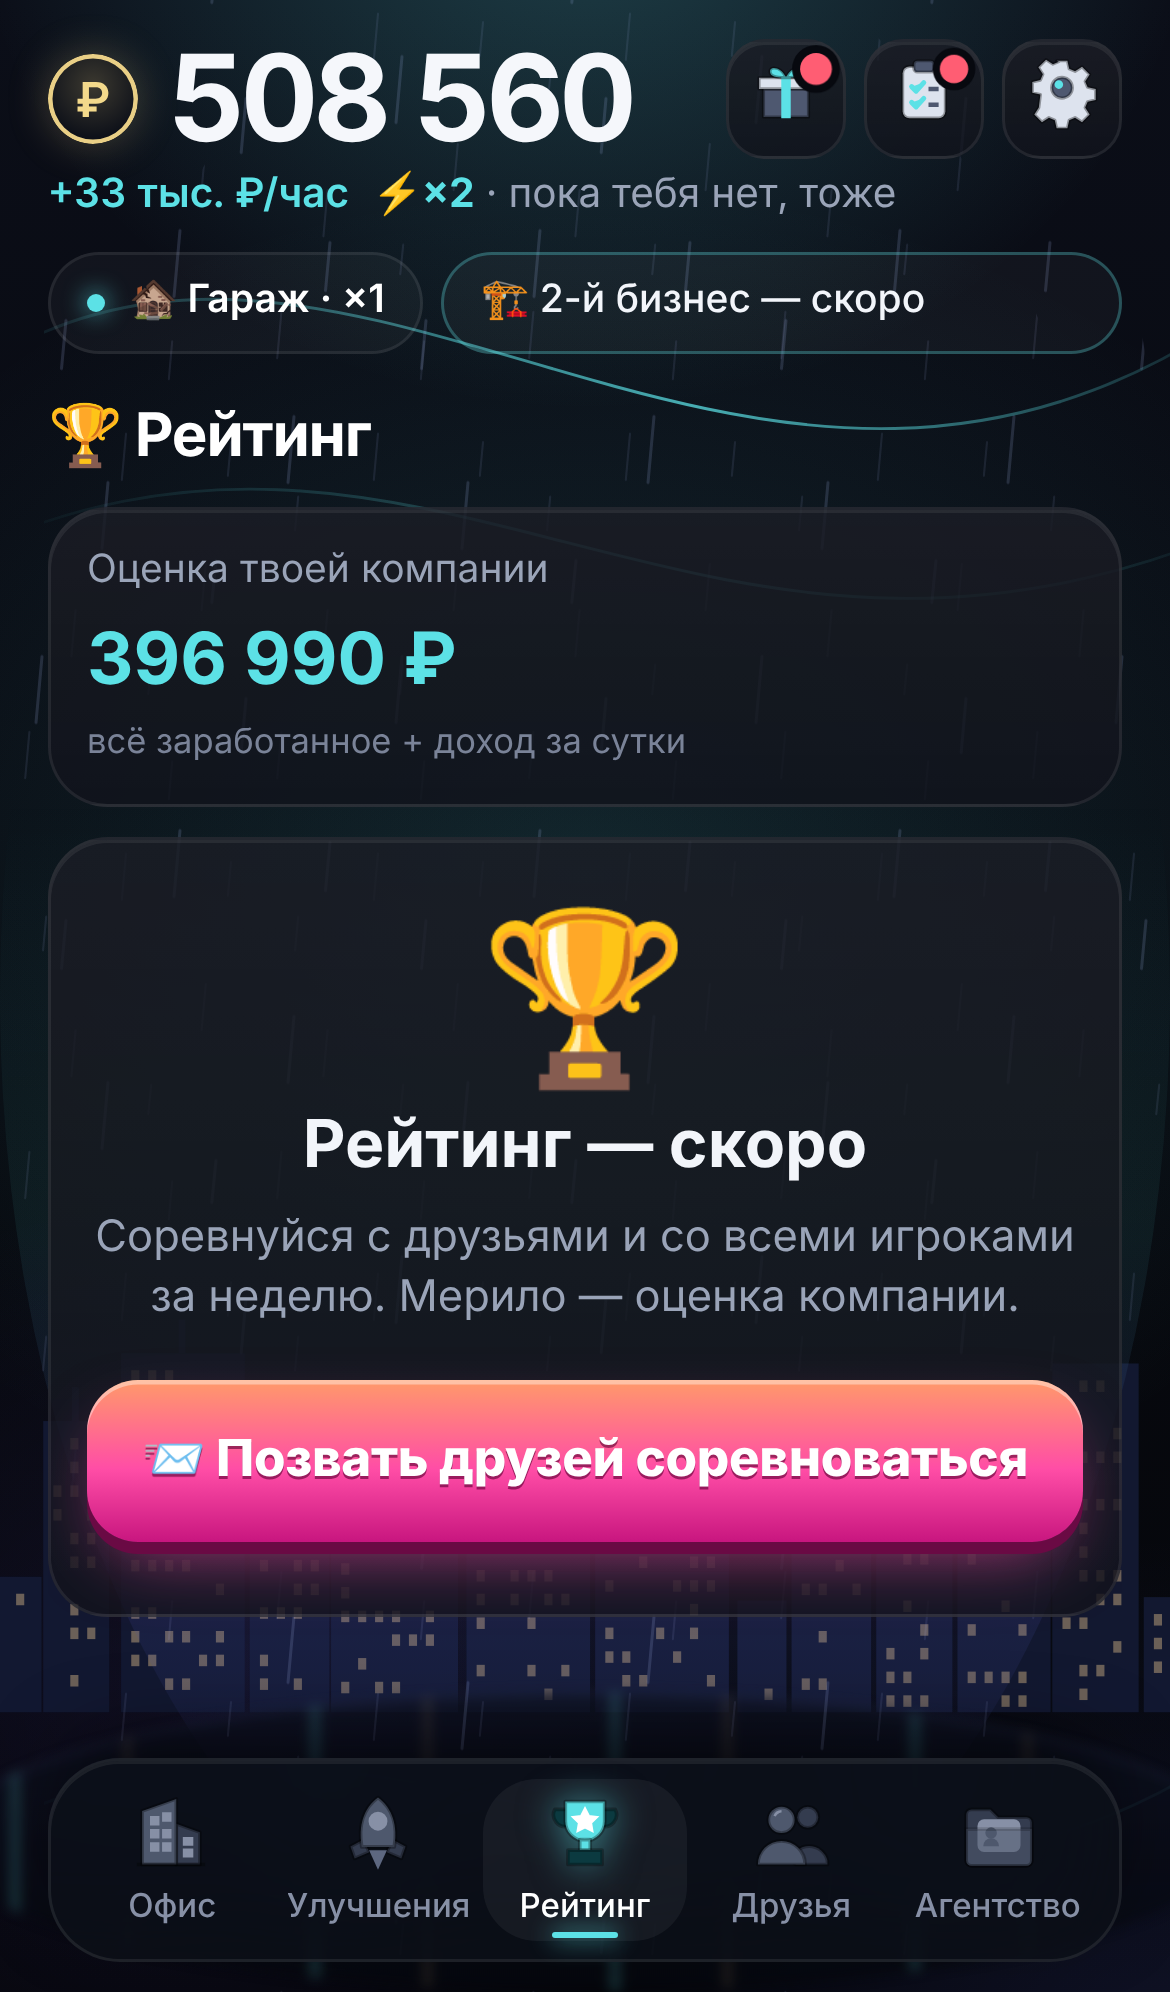 ₽ 508 560
+33 тыс. ₽/час ⚡×2 · пока тебя нет, тоже
Гараж · ×1
2-й бизнес — скоро
Рейтинг
Оценка твоей компании
396 990 ₽
всё заработанное + доход за сутки
Рейтинг — скоро
Соревнуйся с друзьями и со всеми игроками
за неделю. Мерило — оценка компании.
Позвать друзей соревноваться
Офис
Улучшения
Рейтинг
Друзья
Агентство